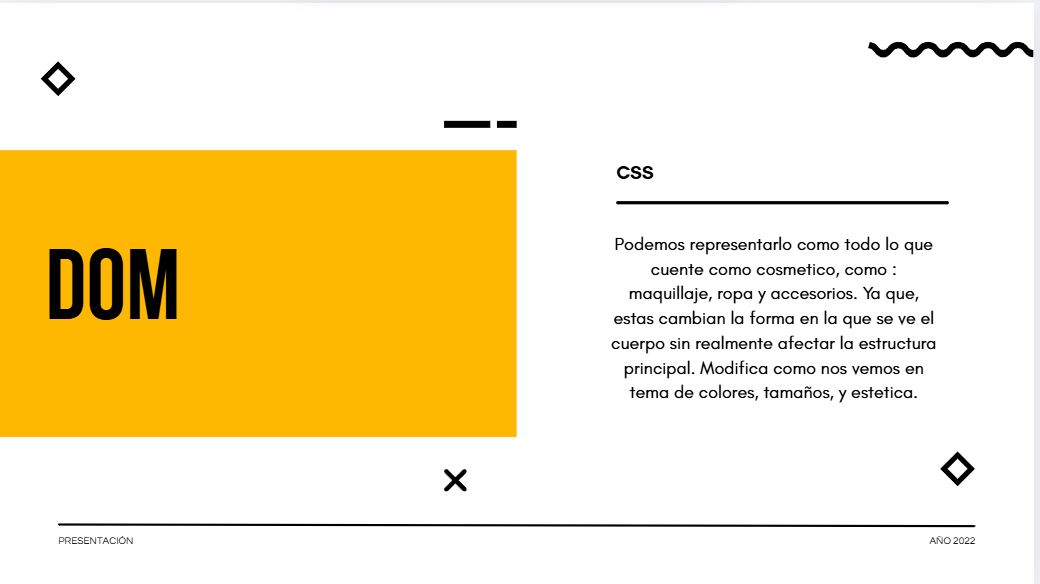 DOM
CSS
Podemos representarlo como todo lo que
cuente como cosmetico, como :
maquillaje, ropa y accesorios. Ya que,
estas cambian la forma en la que se ve el
cuerpo sin realmente afectar la estructura
principal. Modifica como nos vemos en
tema de colores, tamaños, y estetica.
PRESENTACIÓN
AÑO 2022